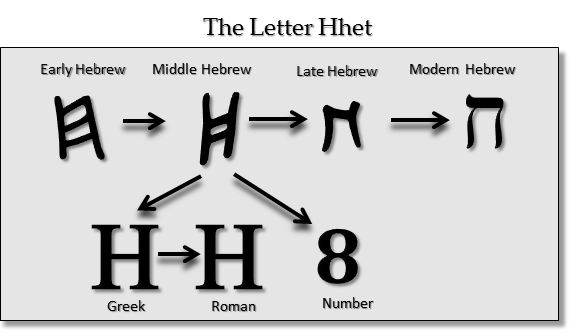 The Letter Hhet
Early Hebrew Middle Hebrew Late Hebrew Modern Hebrew
𐤇 𐤇 ח ח
H H 8
Greek Roman Number